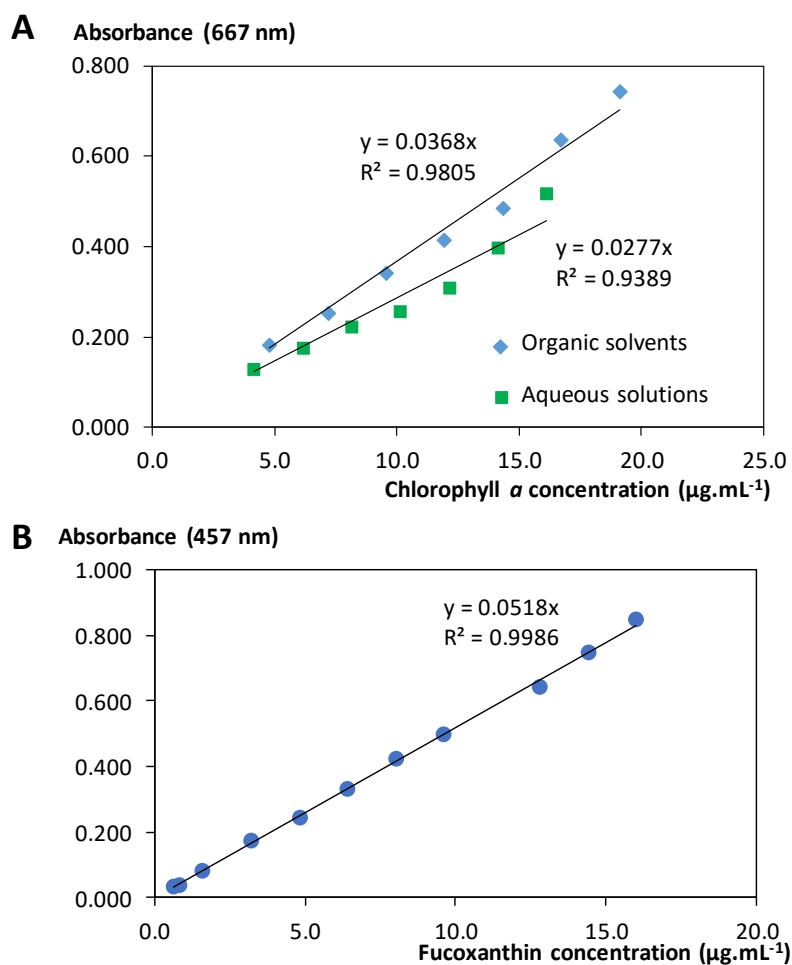 A
Absorbance (667 nm)
0.800
0.600
0.400
0.200
0.000
y = 0.0368x
R² = 0.9805
y = 0.0277x
R² = 0.9389
Organic solvents
Aqueous solutions
0.0 5.0 10.0 15.0 20.0 25.0
Chlorophyll a concentration (µg.mL⁻¹)
B
Absorbance (457 nm)
1.000
0.800
0.600
0.400
0.200
0.000
y = 0.0518x
R² = 0.9986
0.0 5.0 10.0 15.0 20.0
Fucoxanthin concentration (µg.mL⁻¹)